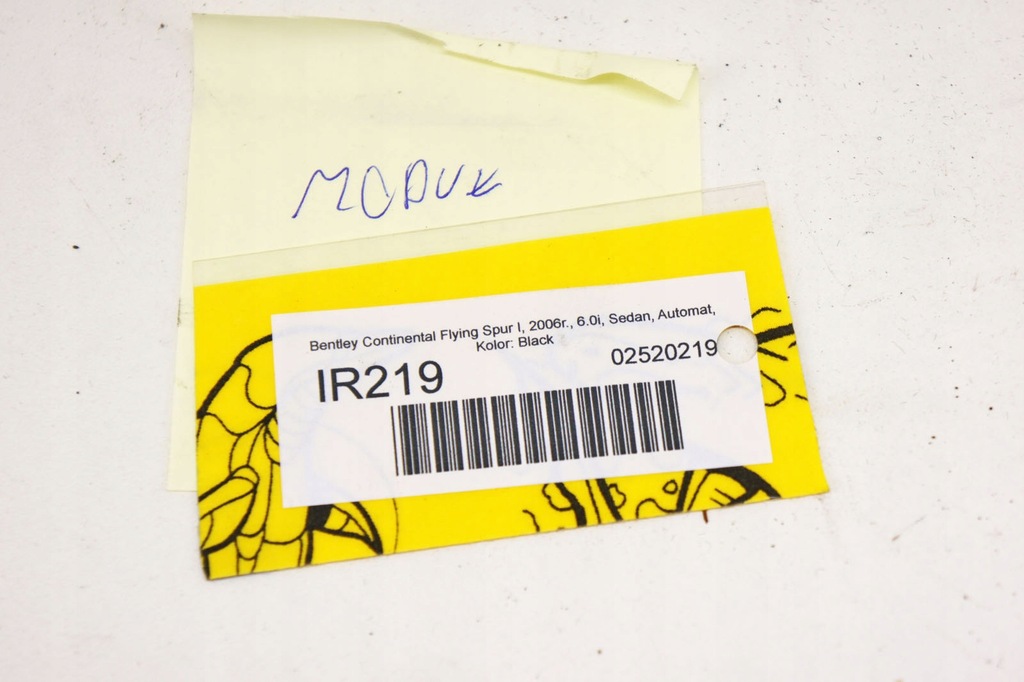 MODUŁ
Bentley Continental Flying Spur I, 2006r., 6.0i, Sedan, Automat,
Kolor: Black
IR219
02520219